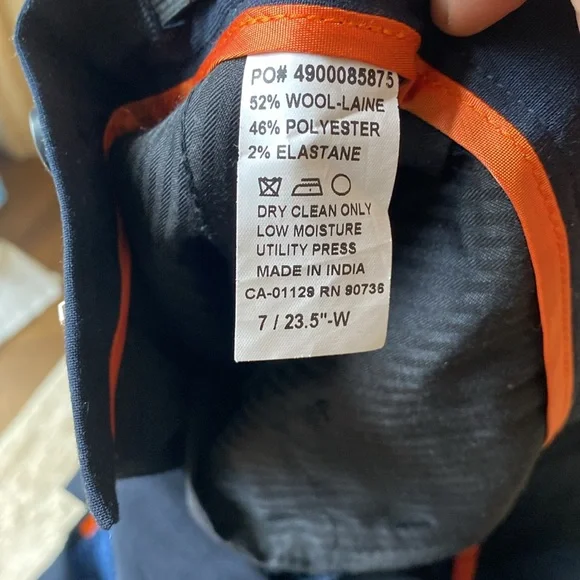 PO# 4900085875
52% WOOL-LAINE
46% POLYESTER
2% ELASTANE
DRY CLEAN ONLY
LOW MOISTURE
UTILITY PRESS
MADE IN INDIA
CA-01129 RN 90736
7 / 23.5"-W